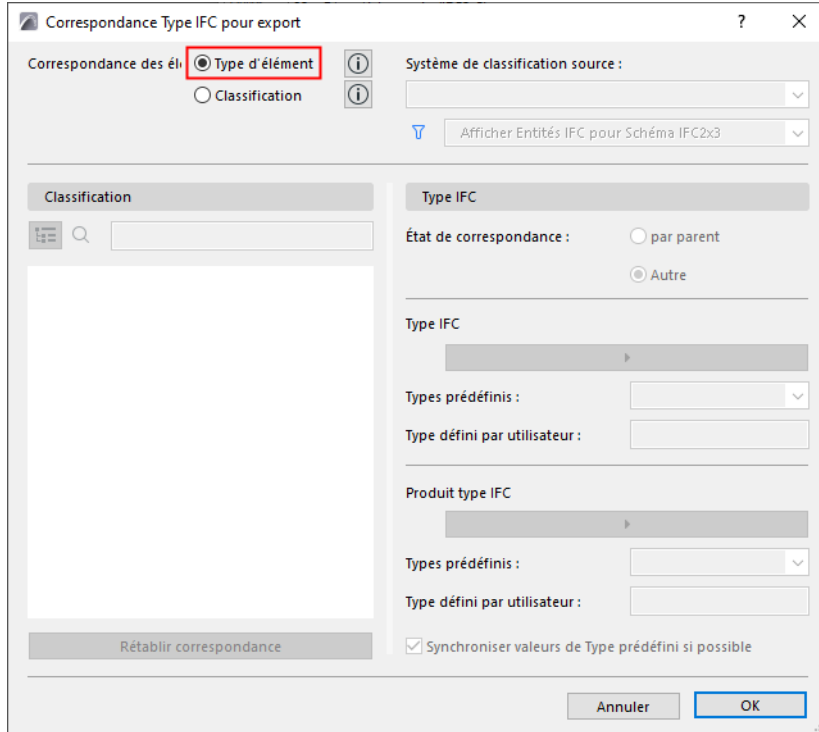 Correspondance Type IFC pour export
?
Correspondance des élé
Type d'élément
Classification
Système de classification source :
Afficher Entités IFC pour Schéma IFC2x3
Classification
Type IFC
État de correspondance :
par parent
Autre
Type IFC
Types prédéfinis :
Type défini par utilisateur :
Produit type IFC
Types prédéfinis :
Type défini par utilisateur :
Rétablir correspondance
Synchroniser valeurs de Type prédéfini si possible
Annuler
OK